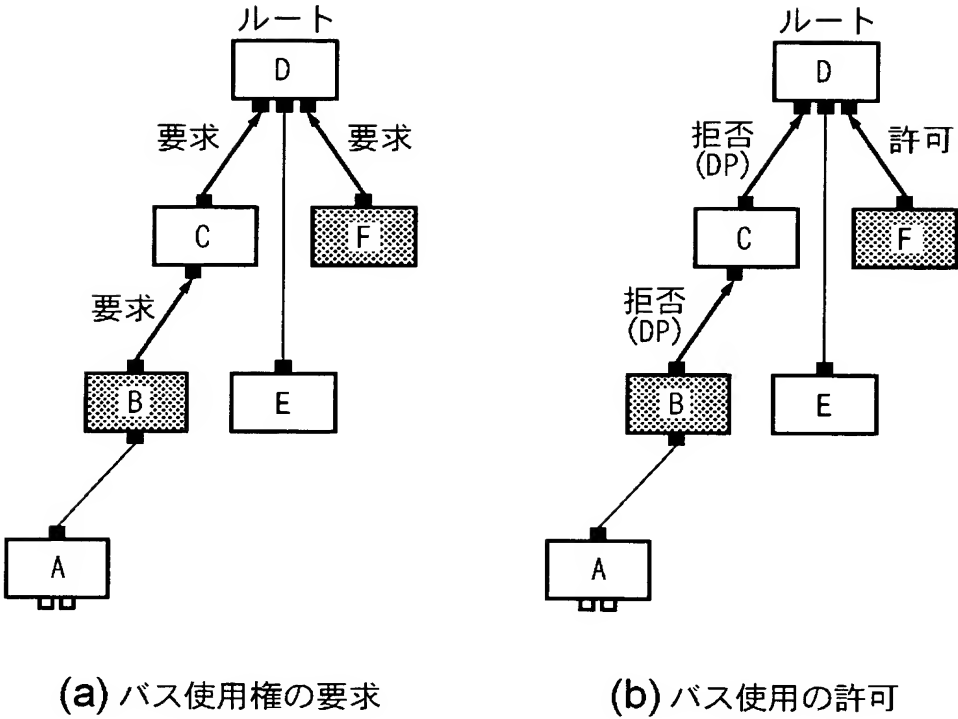 ルート
D
要求
要求
C
F
要求
B
E
A
(a) バス使用権の要求
ルート
D
拒否
(DP)
許可
C
F
拒否
(DP)
B
E
A
(b) バス使用の許可